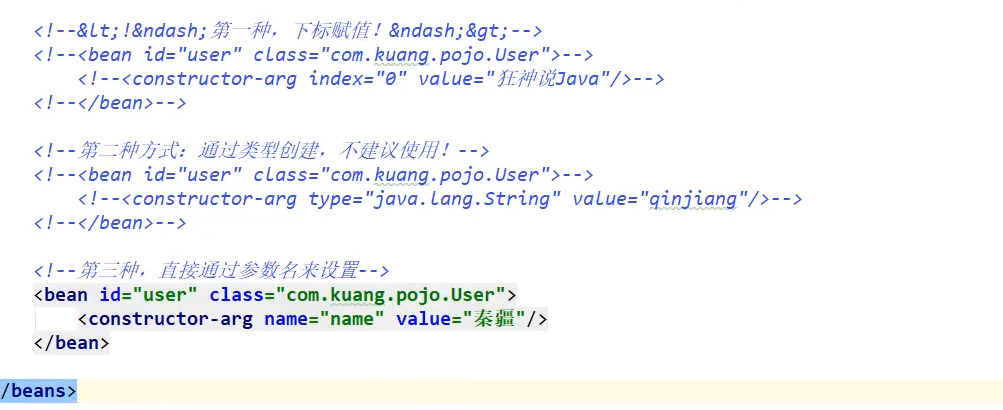 <!--&lt;!&ndash;第一种，下标赋值！&ndash;&gt;-->
<!--<bean id="user" class="com.kuang.pojo.User">-->
<!--<constructor-arg index="0" value="狂神说Java"/>-->
<!--</bean>-->
<!--第二种方式：通过类型创建，不建议使用！-->
<!--<bean id="user" class="com.kuang.pojo.User">-->
<!--<constructor-arg type="java.lang.String" value="qinjiang"/>-->
<!--</bean>-->
<!--第三种，直接通过参数名来设置-->
<bean id="user" class="com.kuang.pojo.User">
<constructor-arg name="name" value="秦疆"/>
</bean>
/beans>